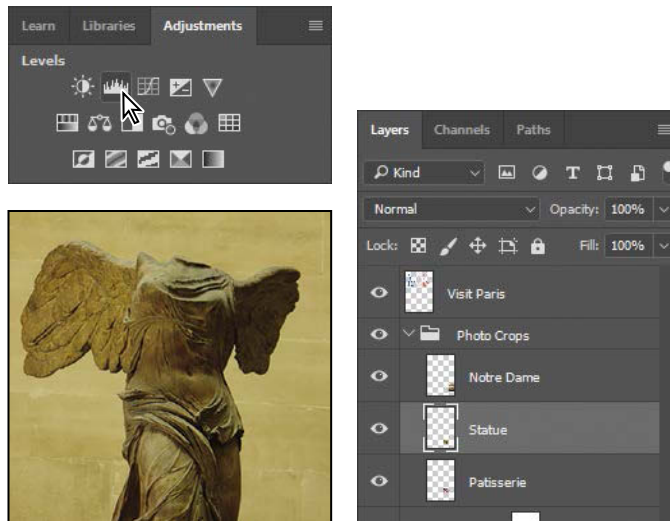 Learn Libraries Adjustments
Levels
Layers Channels Paths
Kind
Normal Opacity: 100%
Lock: Fill: 100%
Visit Paris
Photo Crops
Notre Dame
Statue
Patisserie